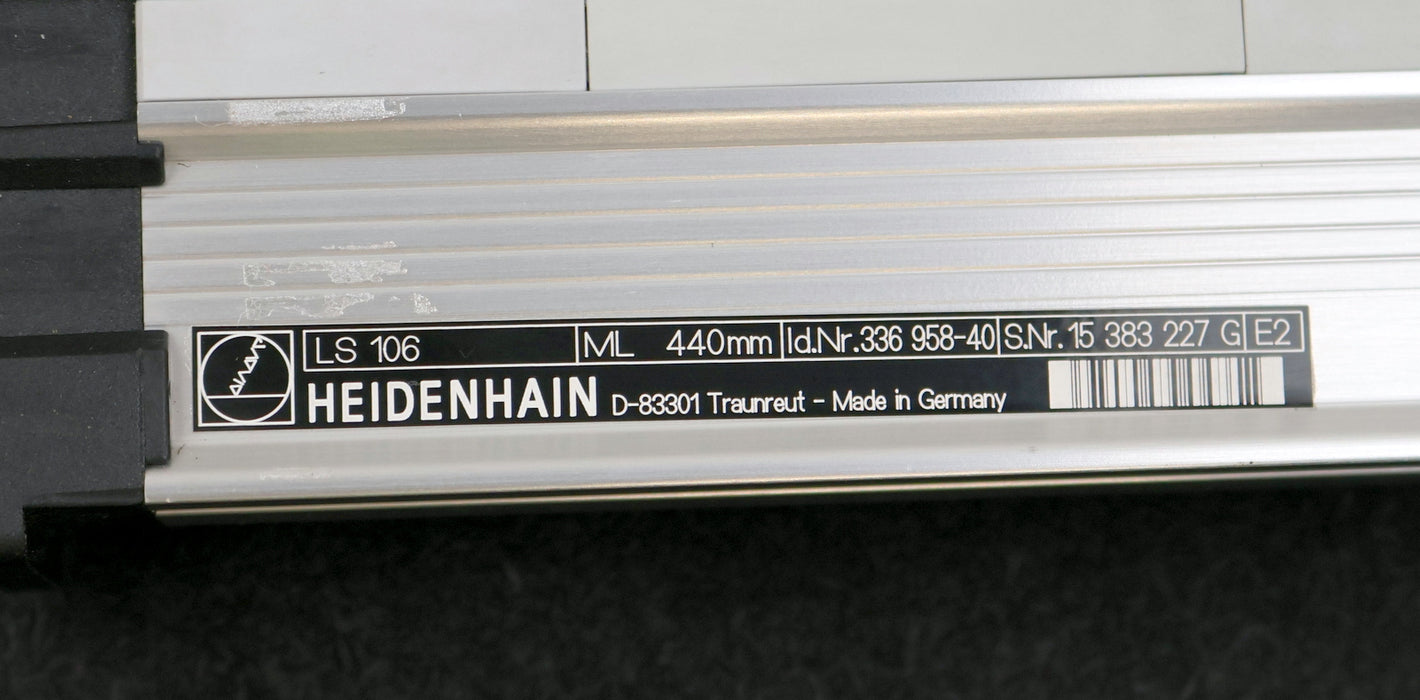 LS 106 ML 440mm Id.Nr.336 958-40 S.Nr.15 383 227 G E2
HEIDENHAIN D-83301 Traunreut - Made in Germany